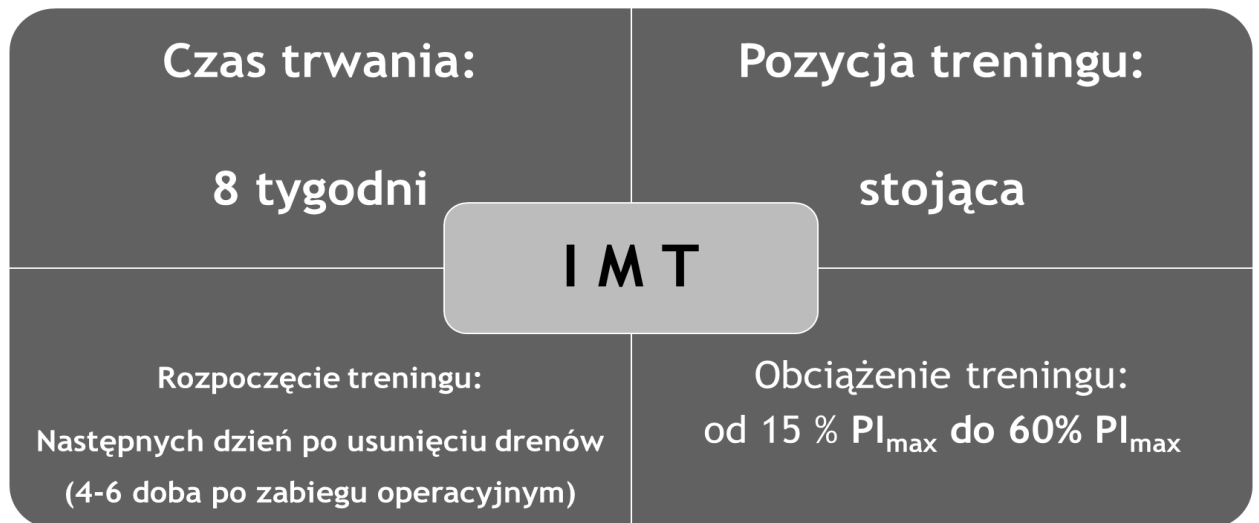 Czas trwania:
8 tygodni
Pozycja treningu:
stojąca
I M T
Rozpoczęcie treningu:
Następnych dzień po usunięciu drenów
(4-6 doba po zabiegu operacyjnym)
Obciążenie treningu:
od 15 % PImax do 60% PImax